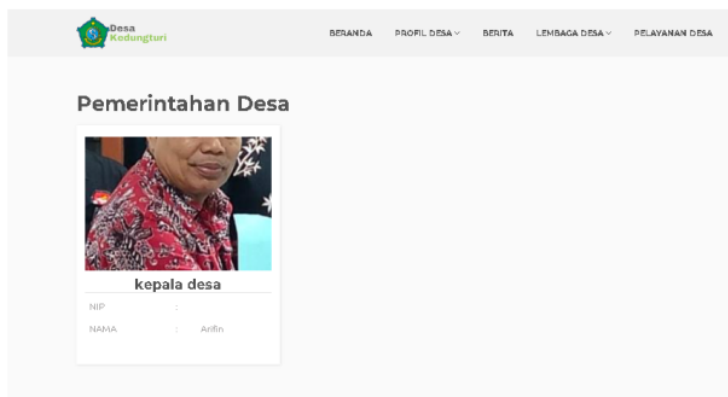 Desa
Kedungturi
BERANDA PROFIL DESA BERITA LEMBAGA DESA PELAYANAN DESA
Pemerintahan Desa
kepala desa
NIP :
NAMA : Arifin